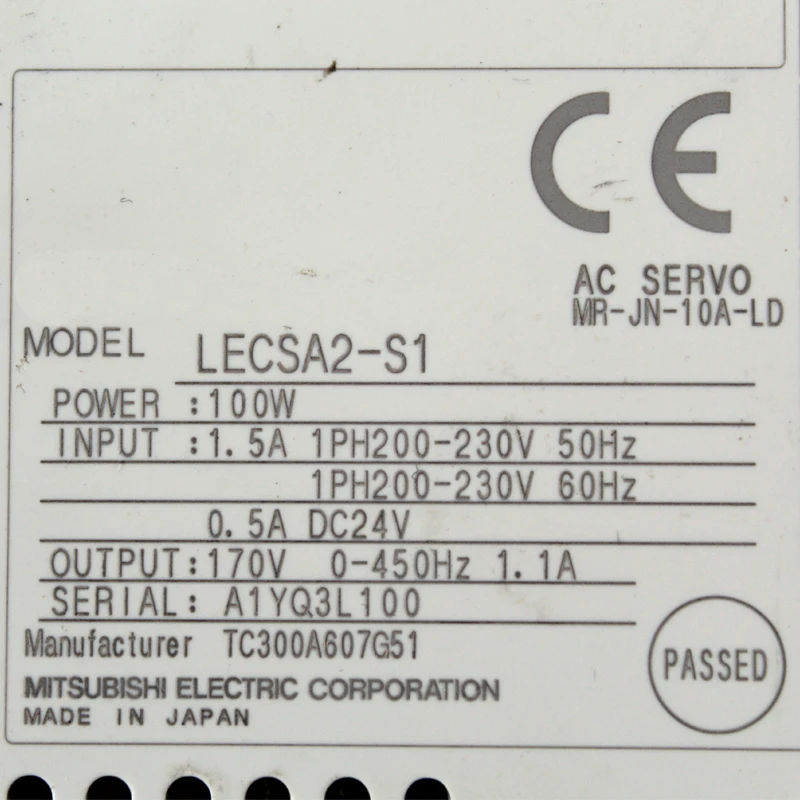 CE
AC SERVO
MR-JN-10A-LD
MODEL LECSA2-S1
POWER :100W
INPUT :1.5A 1PH200-230V 50Hz
1PH200-230V 60Hz
0.5A DC24V
OUTPUT:170V 0-450Hz 1.1A
SERIAL: A1YQ3L100
Manufacturer TC300A607G51
PASSED
MITSUBISHI ELECTRIC CORPORATION
MADE IN JAPAN